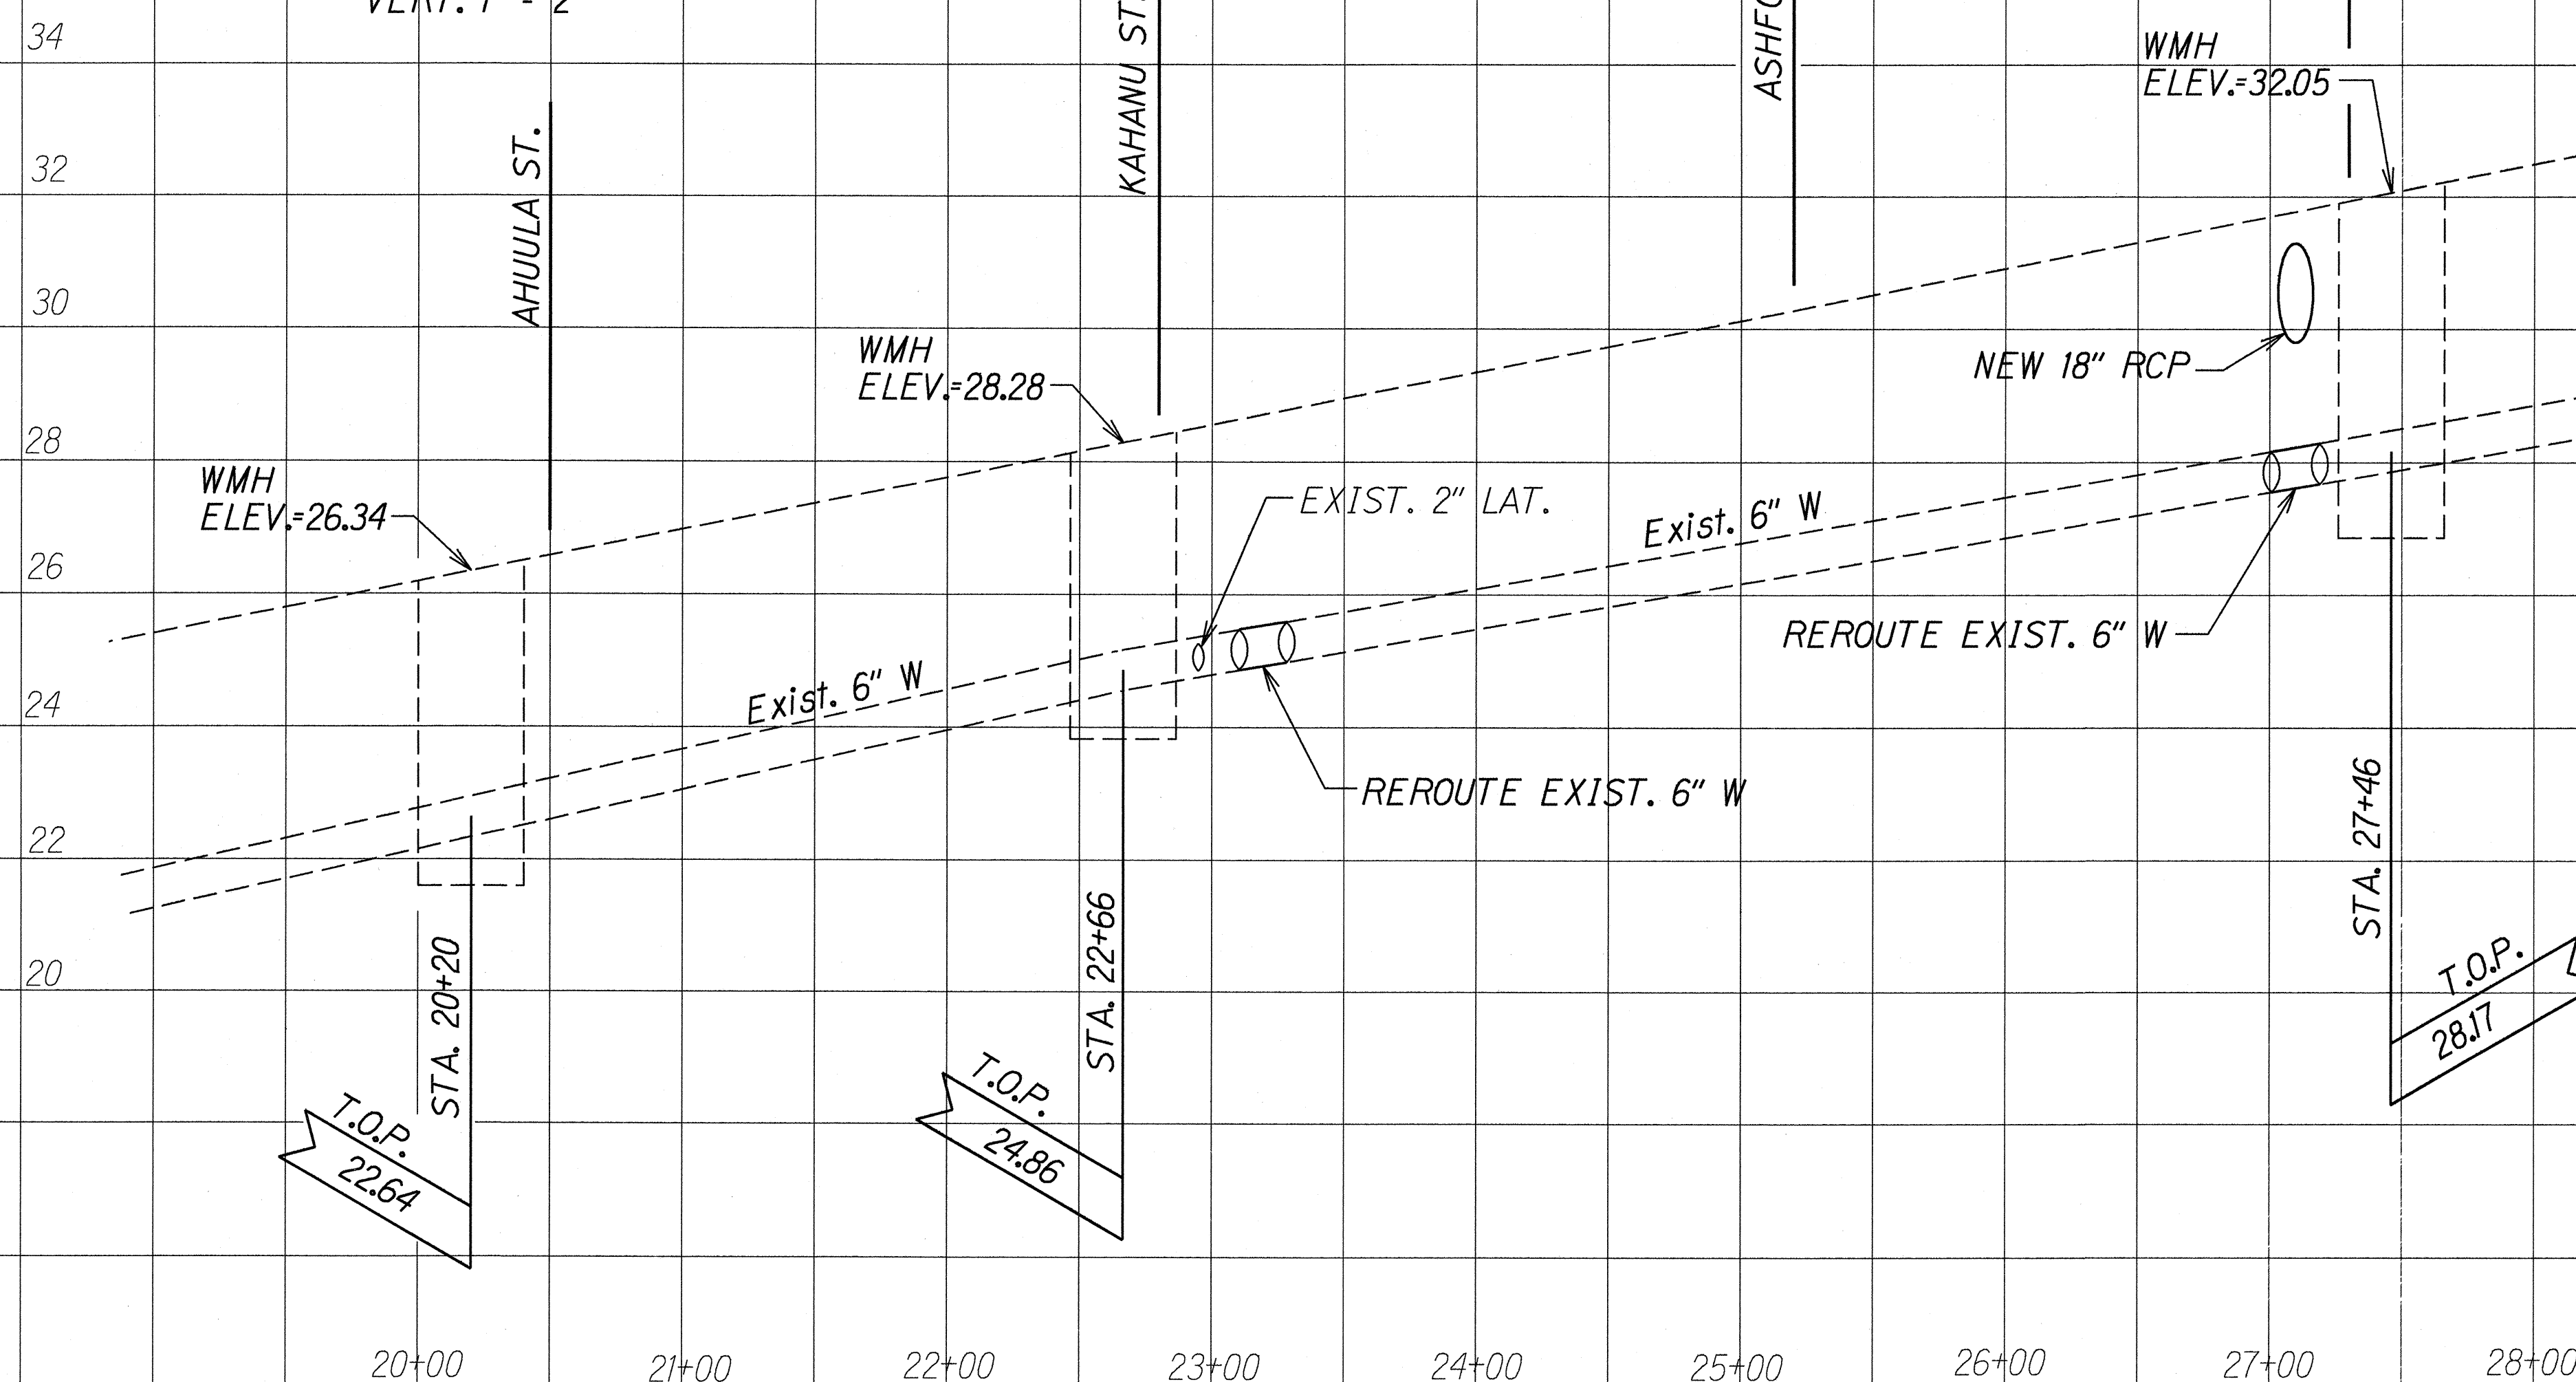 VERT. 1" = 2'
34
32
30
28
26
24
22
20
AHUULA ST.
KAHANU ST.
WMH
ELEV.=32.05
WMH
ELEV.=28.28
WMH
ELEV.=26.34
NEW 18" RCP
EXIST. 2" LAT.
Exist. 6" W
Exist. 6" W
REROUTE EXIST. 6" W
REROUTE EXIST. 6" W
STA. 20+20
STA. 22+66
STA. 27+46
T.O.P.
22.64
T.O.P.
24.86
T.O.P.
28.17
20+00
21+00
22+00
23+00
24+00
25+00
26+00
27+00
28+00